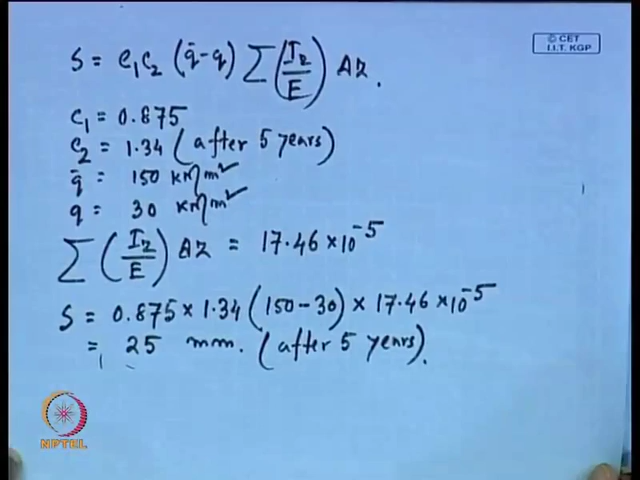 © CET
I.I.T. KGP
S = C₁C₂ (q̄-q) ∑(I_z/E) ΔZ.
C₁ = 0.875
C₂ = 1.34 (after 5 years)
q̄ = 150 kN/m²
q = 30 kN/m²
∑(I_z/E) ΔZ = 17.46×10⁻⁵
S = 0.875×1.34 (150-30)×17.46×10⁻⁵
= 25 mm. (after 5 years).
NPTEL